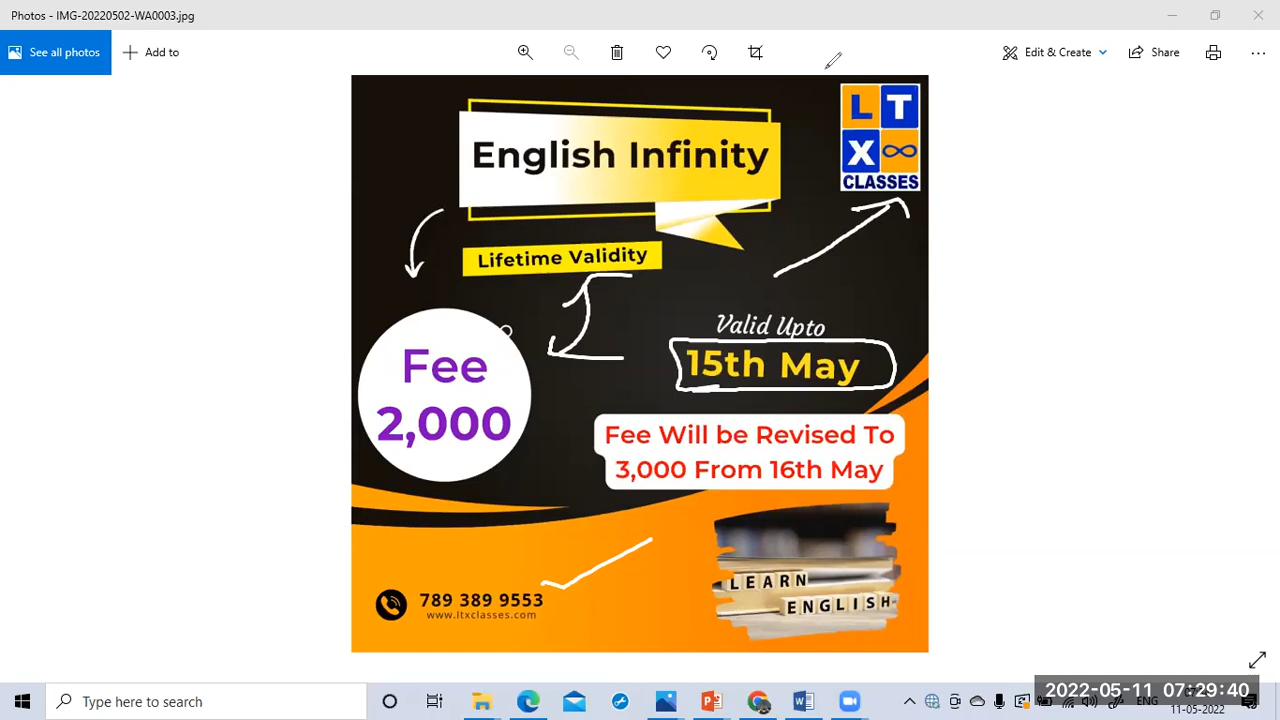 Photos - IMG-20220502-WA0003.jpg
See all photos
Add to
Edit & Create
Share
L T
X ∞
CLASSES
English Infinity
Lifetime Validity
Valid Upto
15th May
Fee
2,000
Fee Will be Revised To
3,000 From 16th May
LEARN
ENGLISH
789 389 9553
www.ltxclasses.com
Type here to search
ENG
2022-05-11 07:29:40
11-05-2022